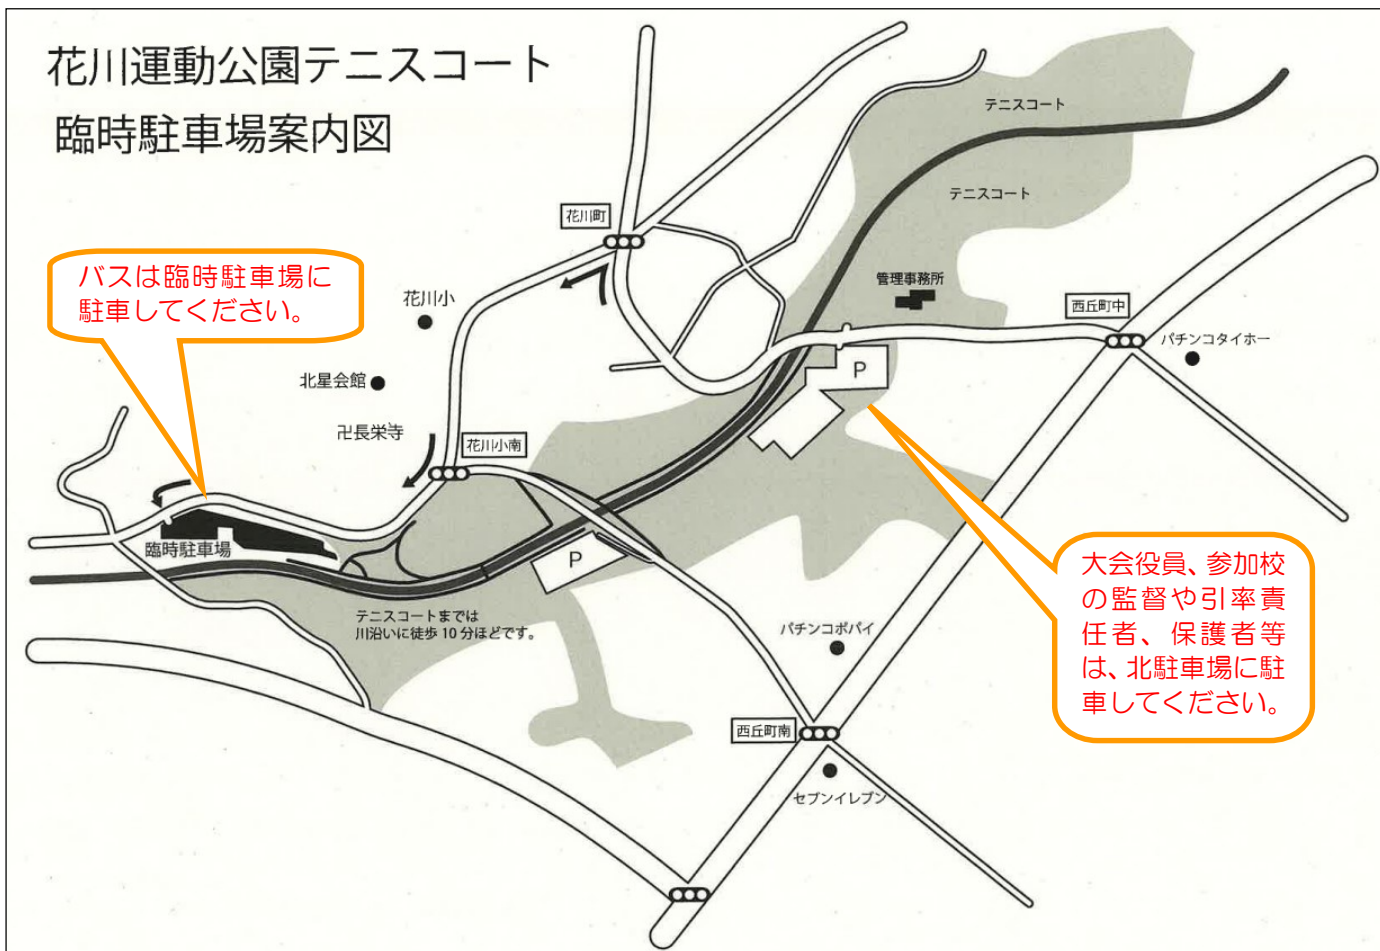 花川運動公園テニスコート
臨時駐車場案内図
テニスコート
テニスコート
花川町
管理事務所
西丘町中
パチンコタイホー
バスは臨時駐車場に
駐車してください。
花川小
北星会館
卍長栄寺
花川小南
P
臨時駐車場
P
テニスコートまでは
川沿いに徒歩10分ほどです。
大会役員、参加校
の監督や引率責
任者、保護者等
は、北駐車場に駐
車してください。
パチンコポパイ
西丘町南
セブンイレブン